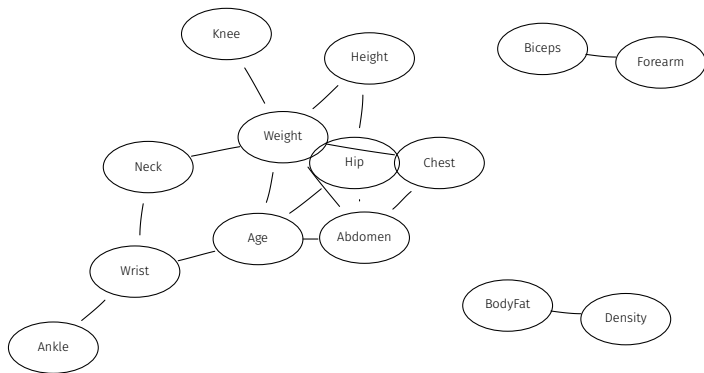 Knee
Height
Biceps
Forearm
Weight
Neck
Hip
Chest
Age
Abdomen
Wrist
BodyFat
Density
Ankle